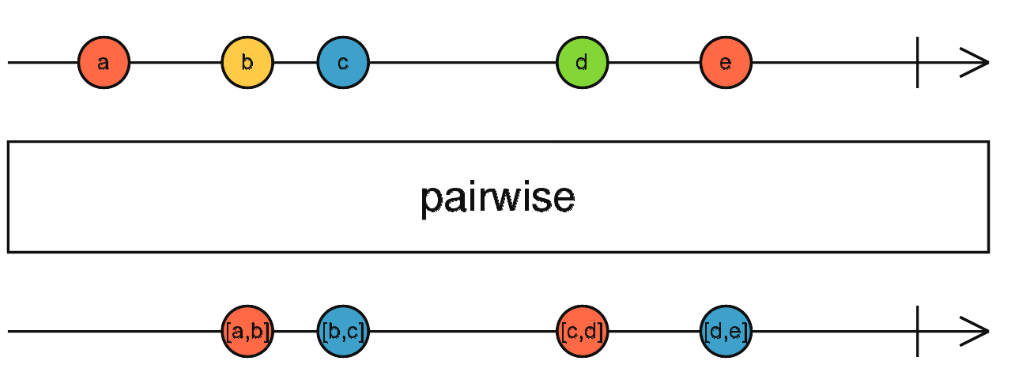 a b c d e
pairwise
[a,b] [b,c] [c,d] [d,e]